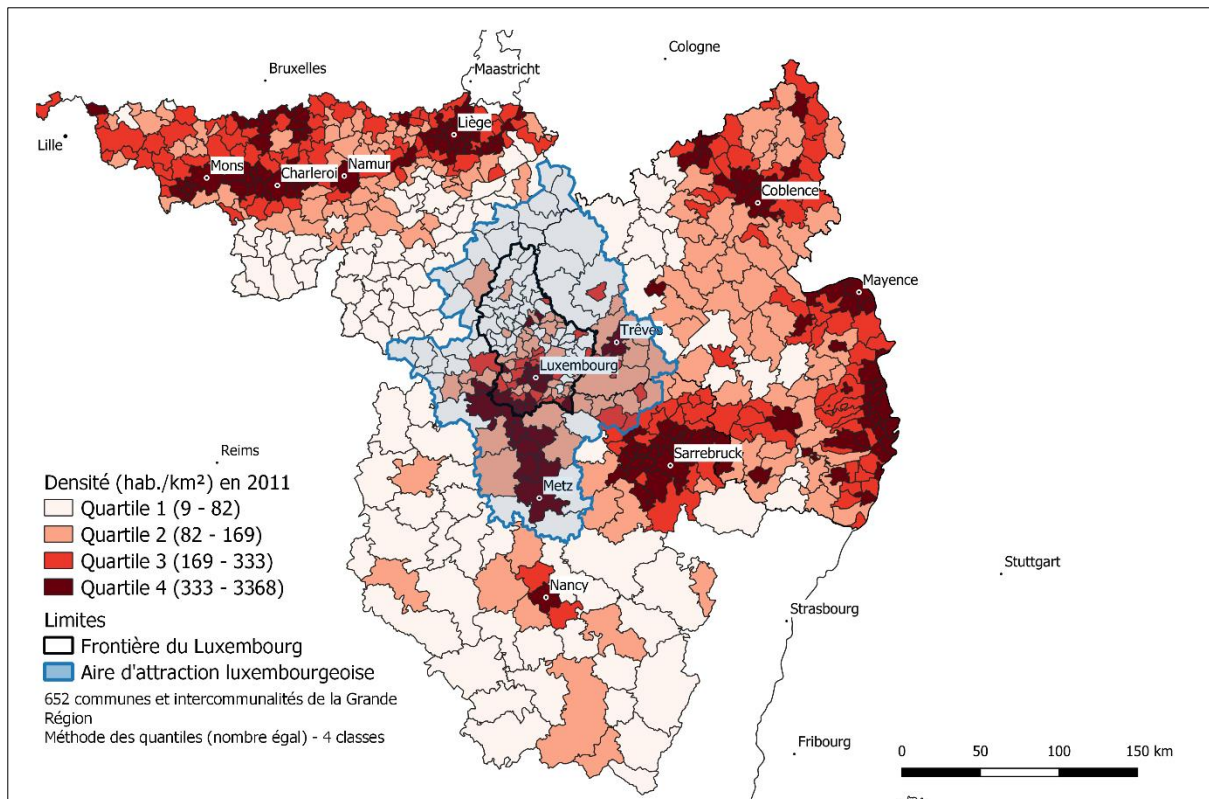 Cologne
Bruxelles
Maastricht
Lille
Liège
Mons
Charleroi
Namur
Coblence
Mayence
Trêves
Luxembourg
Reims
Sarrebruck
Metz
Densité (hab./km²) en 2011
Quartile 1 (9 - 82)
Quartile 2 (82 - 169)
Quartile 3 (169 - 333)
Quartile 4 (333 - 3368)
Limites
Frontière du Luxembourg
Aire d'attraction luxembourgeoise
652 communes et intercommunalités de la Grande
Région
Méthode des quantiles (nombre égal) - 4 classes
Nancy
Stuttgart
Strasbourg
Fribourg
0 50 100 150 km